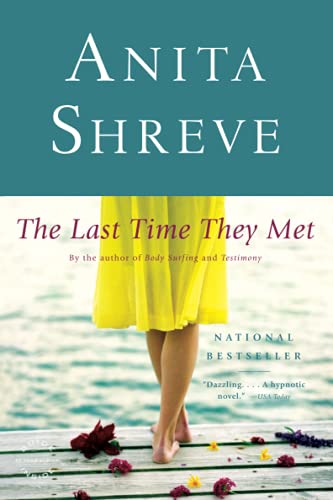 ANITA
SHREVE
The Last Time They Met
By the author of Body Surfing and Testimony
NATIONAL
BESTSELLER
"Dazzling. . . . A hypnotic
novel." —USA Today